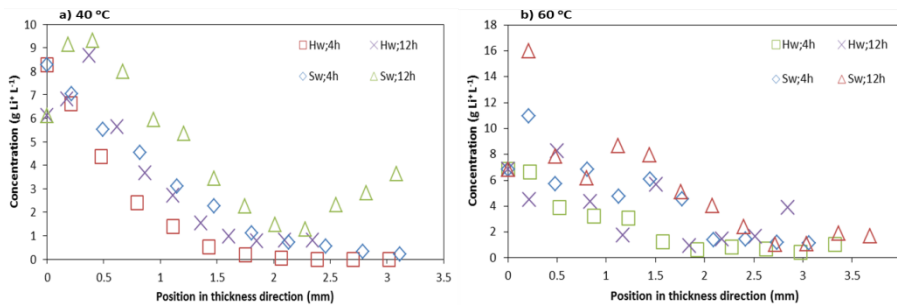 a) 40 °C
Concentration (g Li⁺ L⁻¹)
10
9
8
7
6
5
4
3
2
1
0
Hw;4h
Hw;12h
Sw;4h
Sw;12h
0 0.5 1 1.5 2 2.5 3 3.5
Position in thickness direction (mm)
b) 60 °C
Concentration (g Li⁺ L⁻¹)
18
16
14
12
10
8
6
4
2
0
Hw;4h
Hw;12h
Sw;4h
Sw;12h
0 0.5 1 1.5 2 2.5 3 3.5
Position in thickness direction (mm)